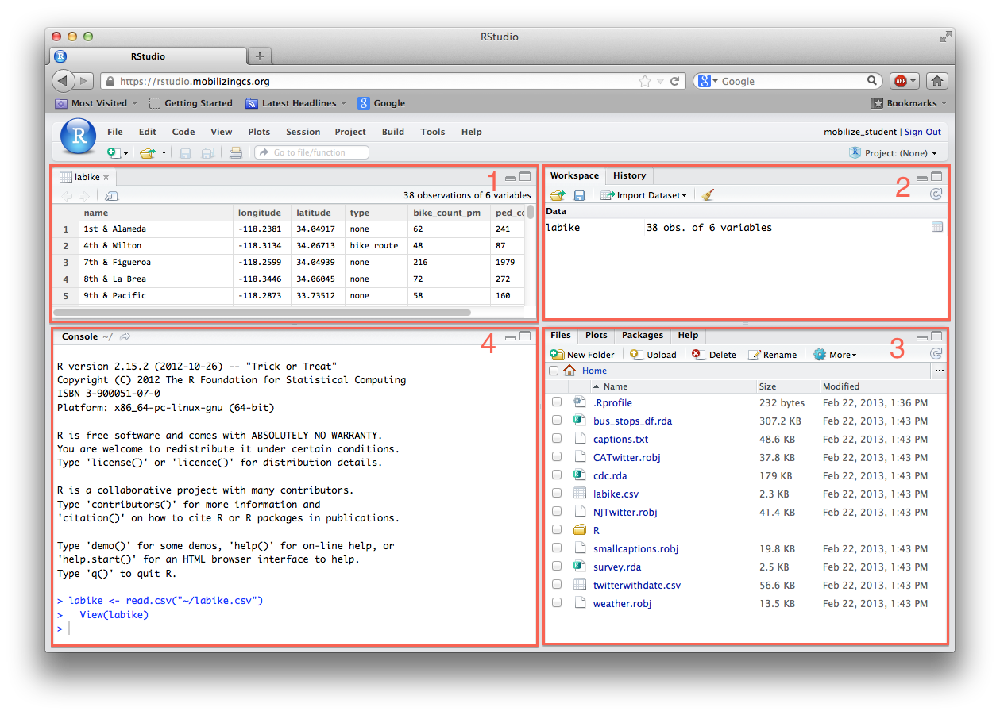 RStudio
RStudio
https://rstudio.mobilizingcs.org
Google
ABP
Most Visited Getting Started Latest Headlines Google Bookmarks
R
File Edit Code View Plots Session Project Build Tools Help
mobilize_student | Sign Out
Go to file/function
Project: (None)
labike
1
38 observations of 6 variables
name longitude latitude type bike_count_pm ped_co
1 1st & Alameda -118.2381 34.04917 none 62 241
2 4th & Wilton -118.3134 34.06713 bike route 48 87
3 7th & Figueroa -118.2599 34.04939 none 216 1979
4 8th & La Brea -118.3446 34.06045 none 72 272
5 9th & Pacific -118.2873 33.73512 none 58 160
Workspace History
2
Import Dataset
Data
labike 38 obs. of 6 variables
Console ~/
4
R version 2.15.2 (2012-10-26) -- "Trick or Treat"
Copyright (C) 2012 The R Foundation for Statistical Computing
ISBN 3-900051-07-0
Platform: x86_64-pc-linux-gnu (64-bit)
R is free software and comes with ABSOLUTELY NO WARRANTY.
You are welcome to redistribute it under certain conditions.
Type 'license()' or 'licence()' for distribution details.
R is a collaborative project with many contributors.
Type 'contributors()' for more information and
'citation()' on how to cite R or R packages in publications.
Type 'demo()' for some demos, 'help()' for on-line help, or
'help.start()' for an HTML browser interface to help.
Type 'q()' to quit R.
> labike <- read.csv("~/labike.csv")
>   View(labike)
>
Files Plots Packages Help
3
New Folder Upload Delete Rename More
Home ...
Name Size Modified
.Rprofile 232 bytes Feb 22, 2013, 1:36 PM
bus_stops_df.rda 307.2 KB Feb 22, 2013, 1:43 PM
captions.txt 48.6 KB Feb 22, 2013, 1:43 PM
CATwitter.robj 37.8 KB Feb 22, 2013, 1:43 PM
cdc.rda 179 KB Feb 22, 2013, 1:43 PM
labike.csv 2.3 KB Feb 22, 2013, 1:43 PM
NJTwitter.robj 41.4 KB Feb 22, 2013, 1:43 PM
R
smallcaptions.robj 19.8 KB Feb 22, 2013, 1:43 PM
survey.rda 2.5 KB Feb 22, 2013, 1:43 PM
twitterwithdate.csv 56.6 KB Feb 22, 2013, 1:43 PM
weather.robj 13.5 KB Feb 22, 2013, 1:43 PM